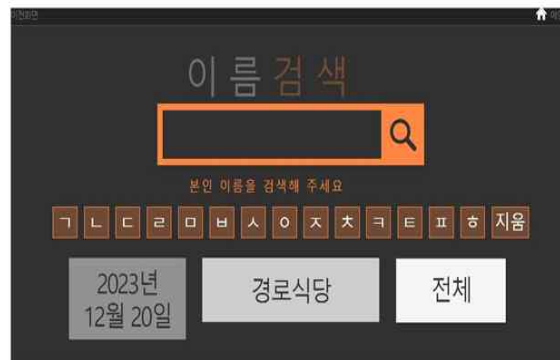 이전화면
이름검색
본인 이름을 검색해 주세요
ㄱ ㄴ ㄷ ㄹ ㅁ ㅂ ㅅ ㅇ ㅈ ㅊ ㅋ ㅌ ㅍ ㅎ 지움
2023년
12월 20일
경로식당
전체